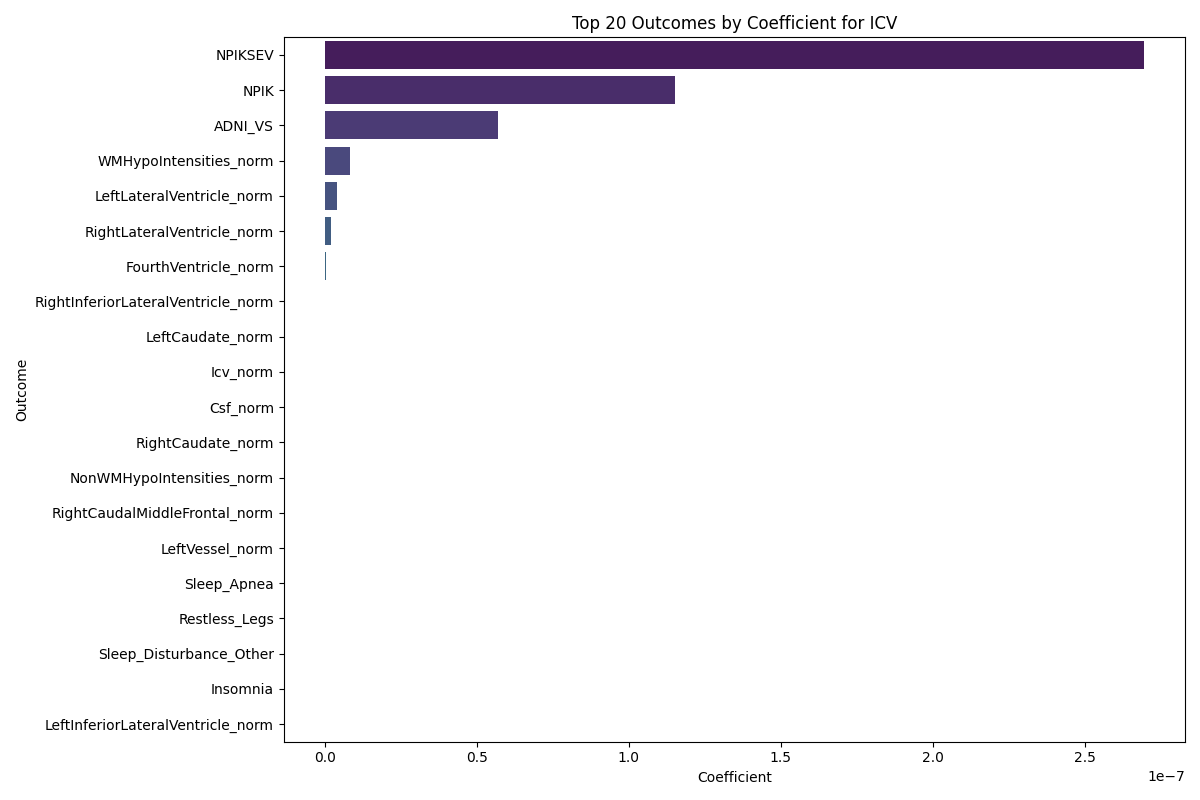 Top 20 Outcomes by Coefficient for ICV
NPIKSEV
NPIK
ADNI_VS
WMHypoIntensities_norm
LeftLateralVentricle_norm
RightLateralVentricle_norm
FourthVentricle_norm
RightInferiorLateralVentricle_norm
LeftCaudate_norm
Icv_norm
Csf_norm
RightCaudate_norm
NonWMHypoIntensities_norm
RightCaudalMiddleFrontal_norm
LeftVessel_norm
Sleep_Apnea
Restless_Legs
Sleep_Disturbance_Other
Insomnia
LeftInferiorLateralVentricle_norm
Outcome
0.0 0.5 1.0 1.5 2.0 2.5
Coefficient
1e−7